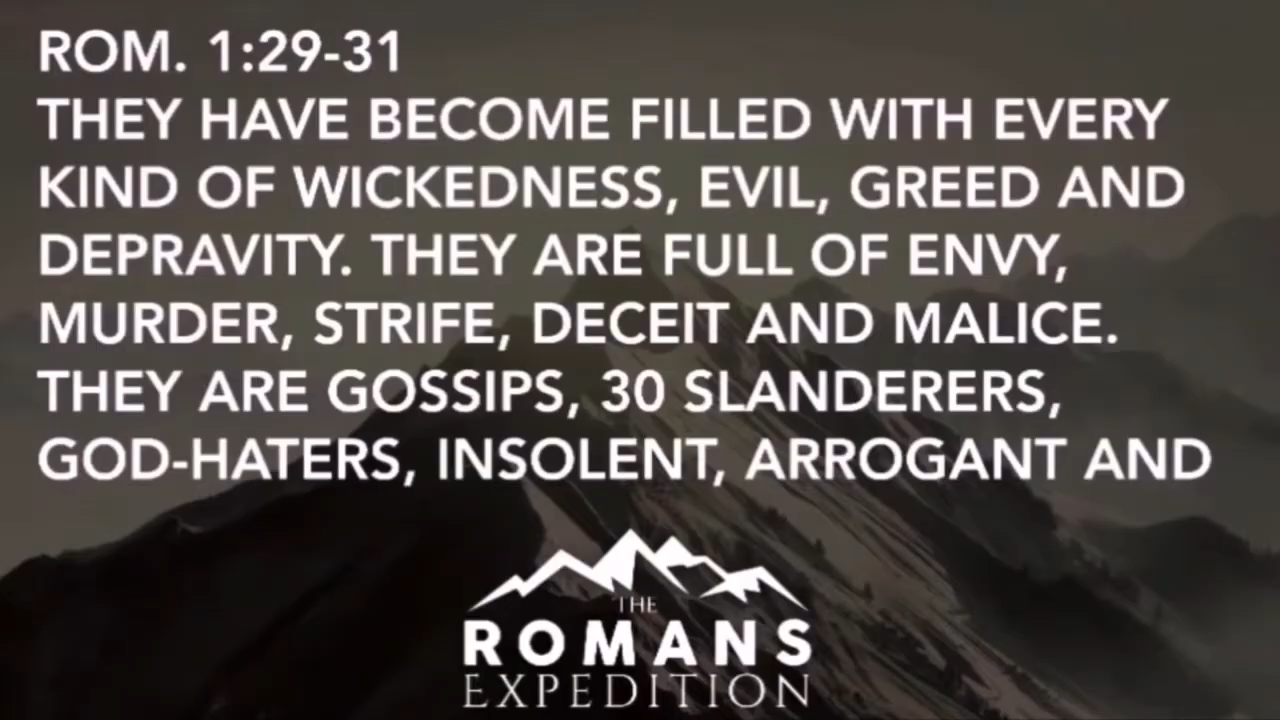 ROM. 1:29-31
THEY HAVE BECOME FILLED WITH EVERY
KIND OF WICKEDNESS, EVIL, GREED AND
DEPRAVITY. THEY ARE FULL OF ENVY,
MURDER, STRIFE, DECEIT AND MALICE.
THEY ARE GOSSIPS, 30 SLANDERERS,
GOD-HATERS, INSOLENT, ARROGANT AND
THE
ROMANS
EXPEDITION